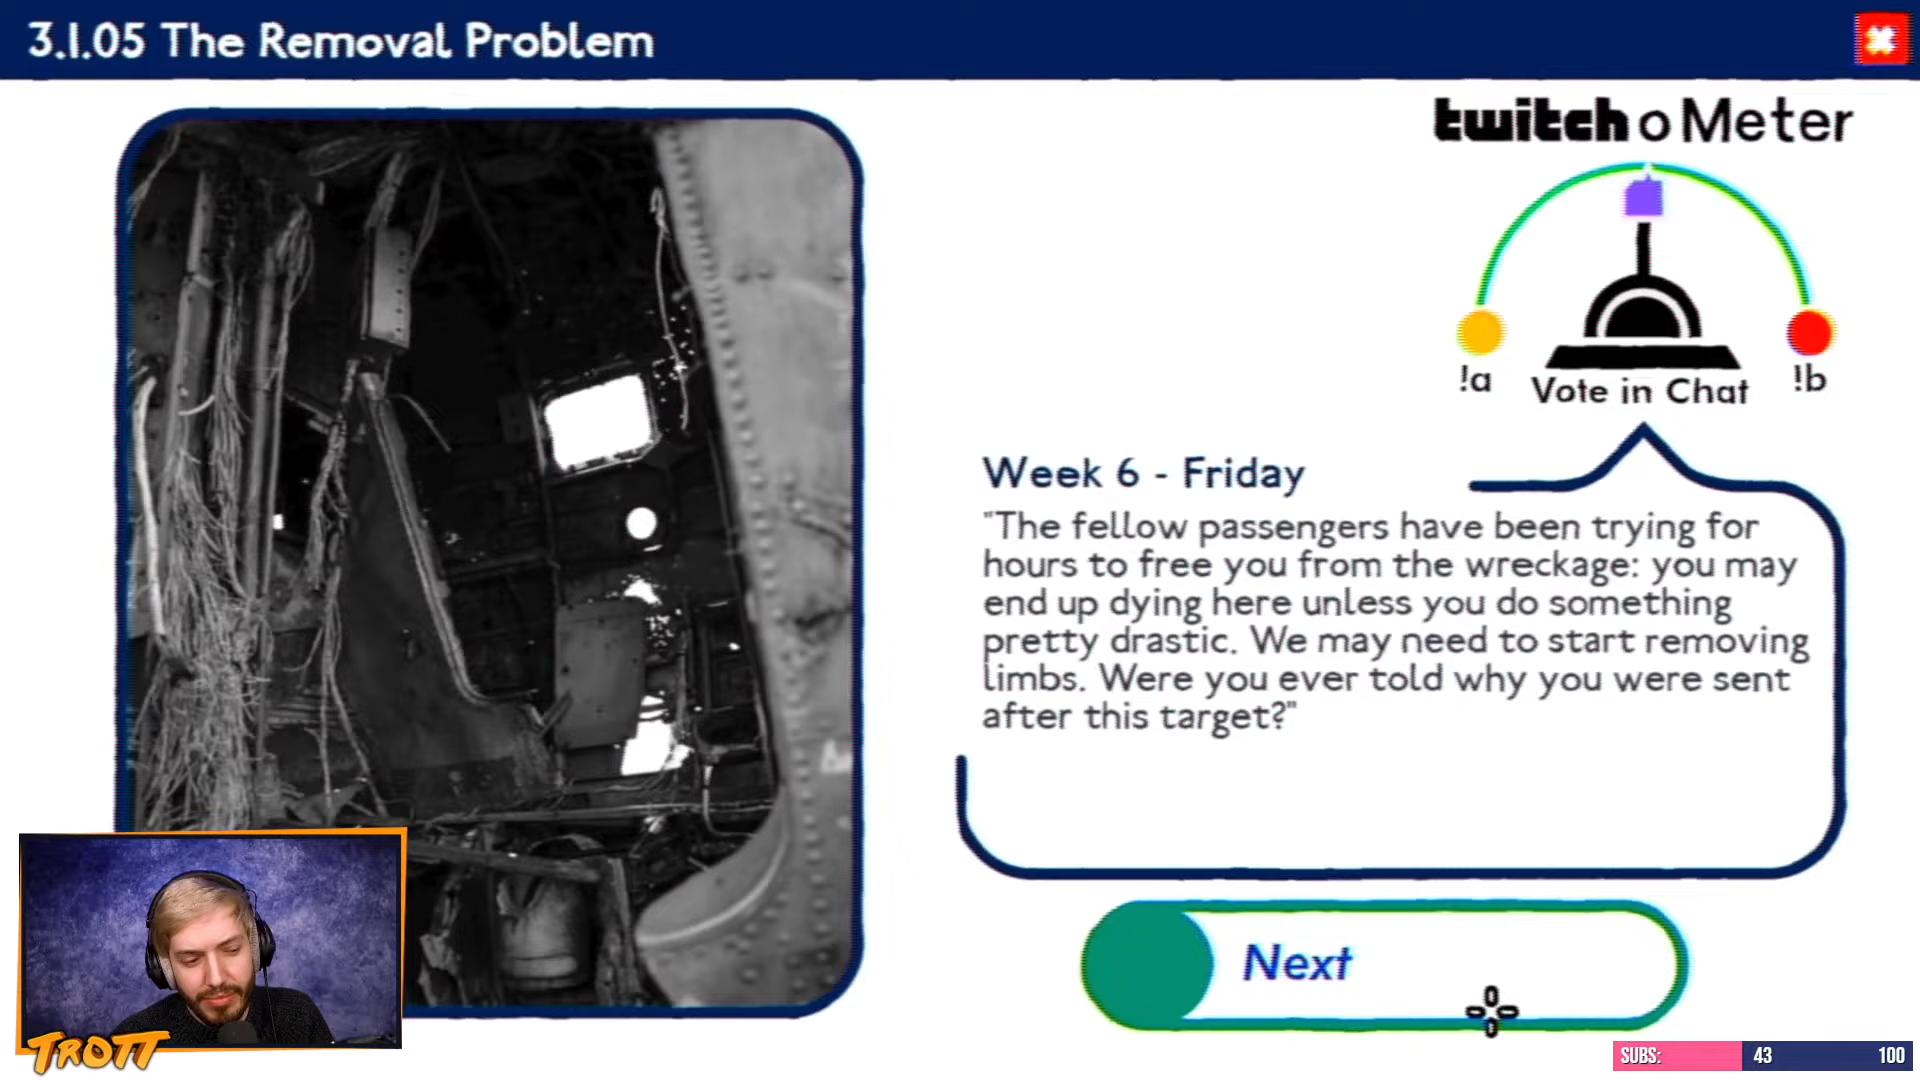 3.1.05 The Removal Problem
twitch o Meter
!a
Vote in Chat
!b
Week 6 - Friday
"The fellow passengers have been trying for
hours to free you from the wreckage: you may
end up dying here unless you do something
pretty drastic. We may need to start removing
limbs. Were you ever told why you were sent
after this target?"
Next
TROTT
SUBS: 43 100